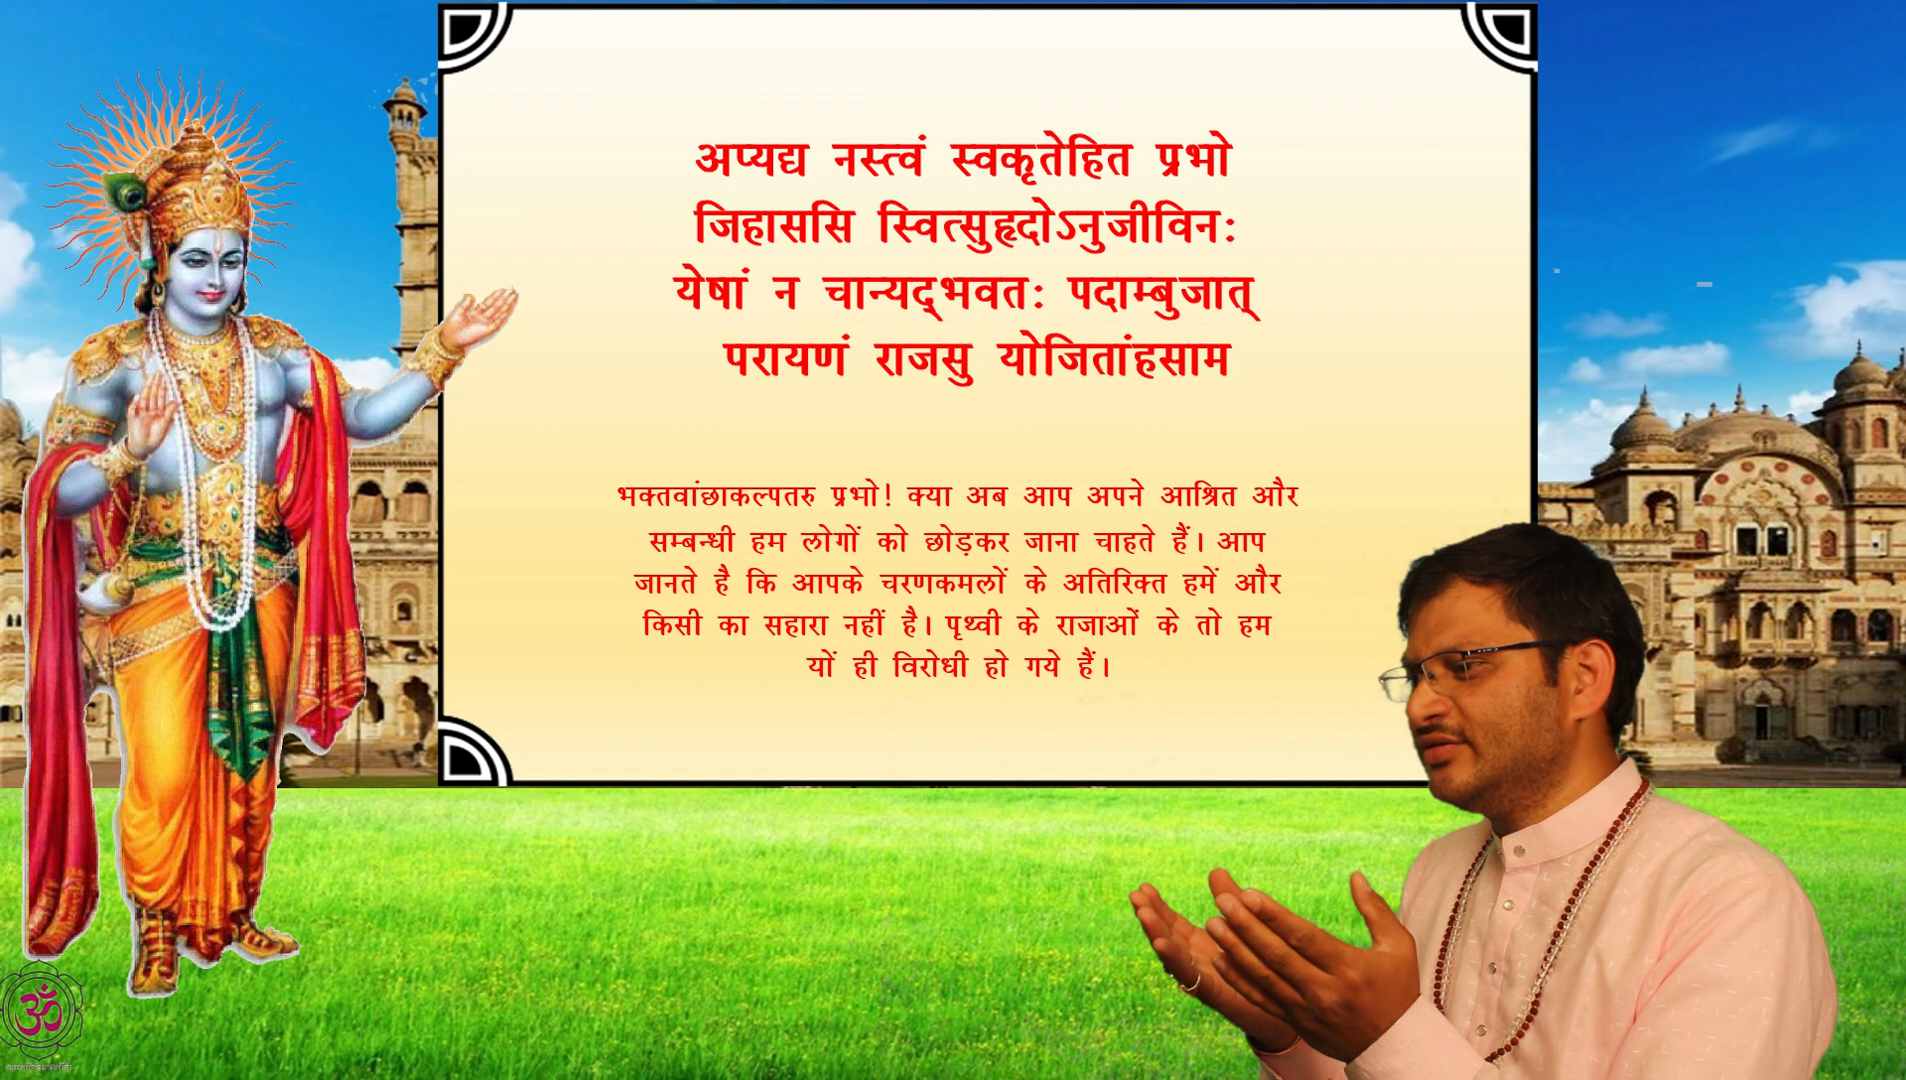 अप्यद्य नस्त्वं स्वकृतेहित प्रभो
जिहाससि स्वित्सुहृदोऽनुजीविनः
येषां न चान्यद्भवतः पदाम्बुजात्
परायणं राजसु योजितांहसाम
भक्तवांछाकल्पतरु प्रभो! क्या अब आप अपने आश्रित और
सम्बन्धी हम लोगों को छोड़कर जाना चाहते हैं। आप
जानते है कि आपके चरणकमलों के अतिरिक्त हमें और
किसी का सहारा नहीं है। पृथ्वी के राजाओं के तो हम
यों ही विरोधी हो गये हैं।
ॐ